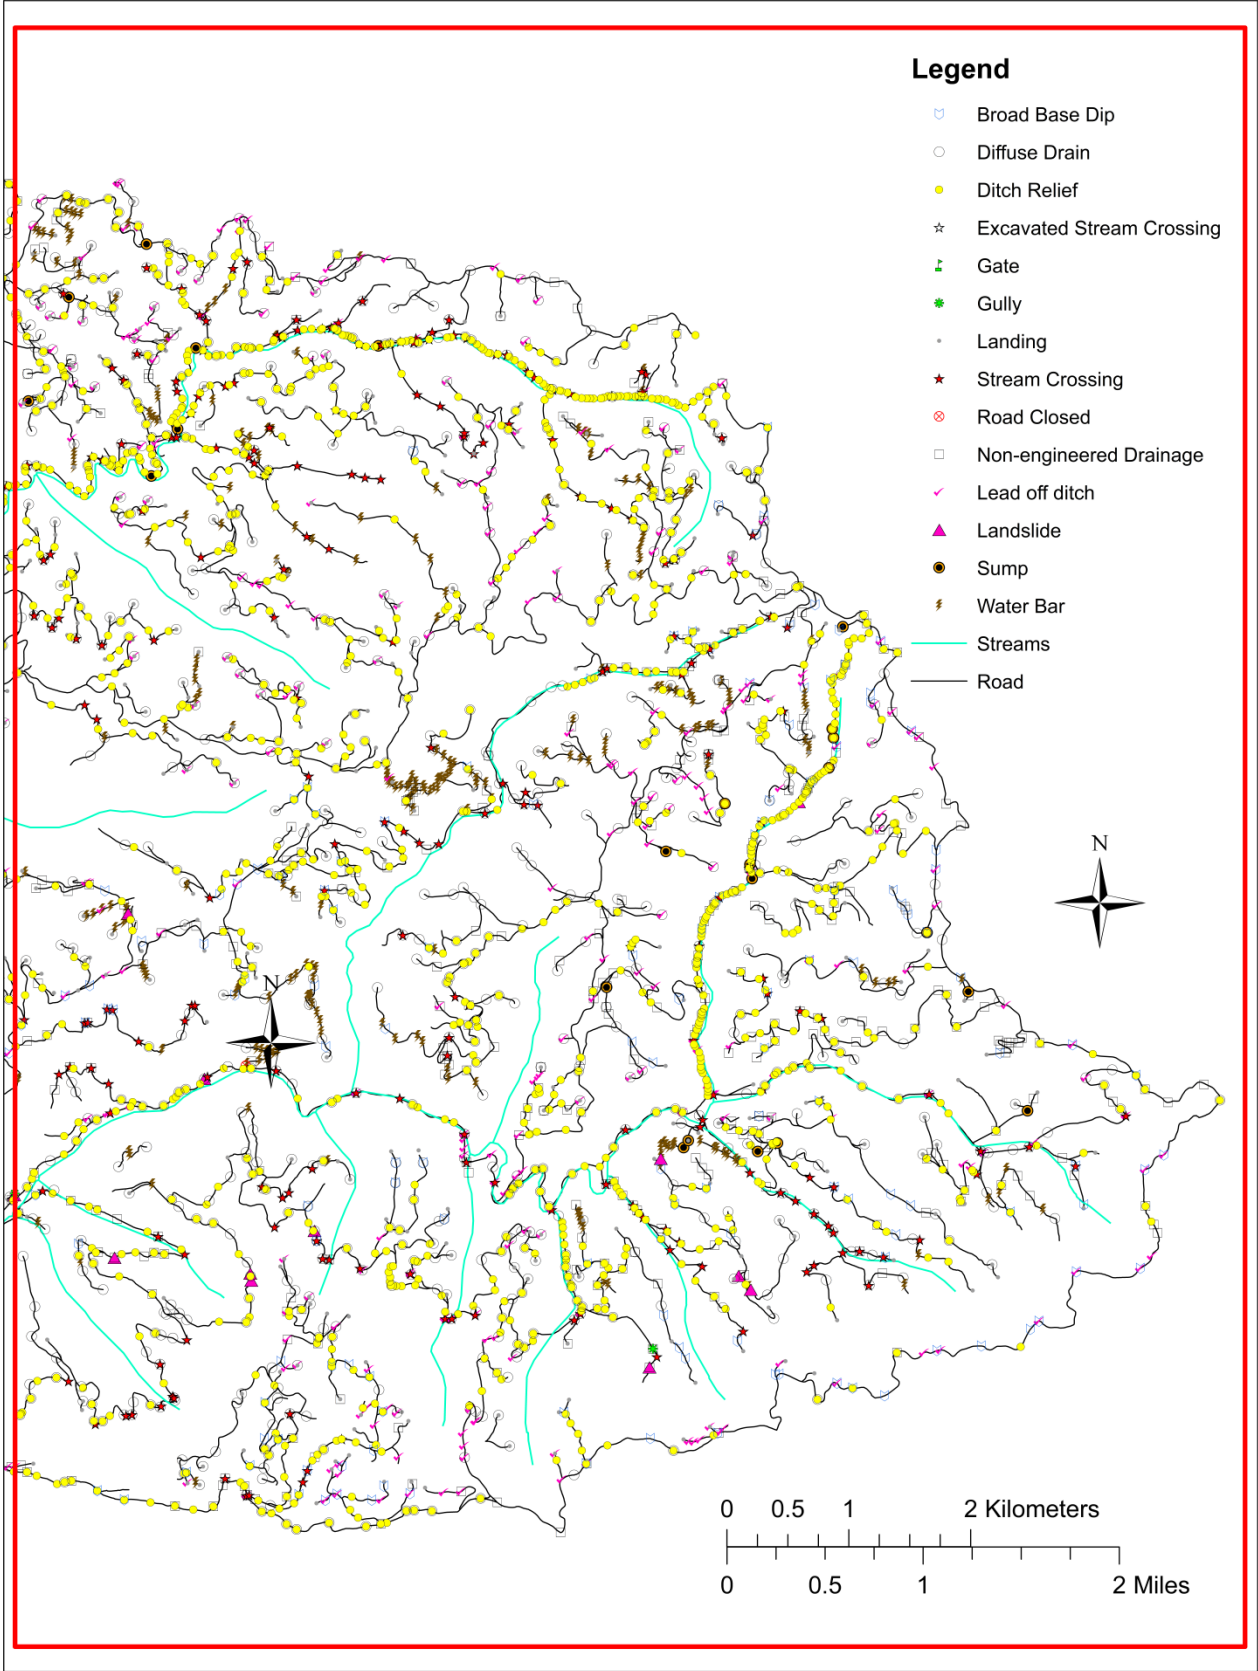 Legend
Broad Base Dip
Diffuse Drain
Ditch Relief
Excavated Stream Crossing
Gate
Gully
Landing
Stream Crossing
Road Closed
Non-engineered Drainage
Lead off ditch
Landslide
Sump
Water Bar
Streams
Road
N
N
0 0.5 1 2 Kilometers
0 0.5 1 2 Miles